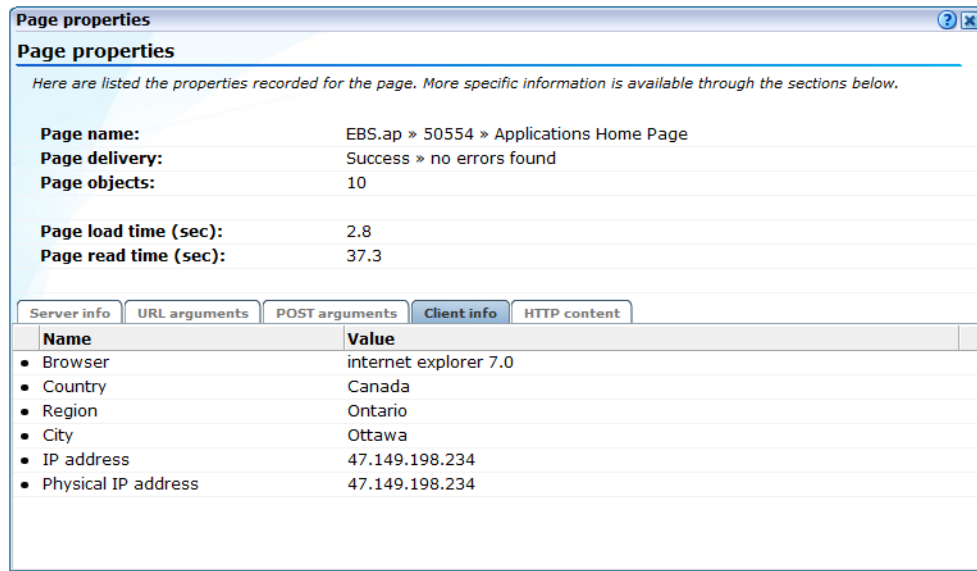 Page properties
Page properties
Here are listed the properties recorded for the page. More specific information is available through the sections below.
Page name: EBS.ap » 50554 » Applications Home Page
Page delivery: Success » no errors found
Page objects: 10
Page load time (sec): 2.8
Page read time (sec): 37.3
Server info URL arguments POST arguments Client info HTTP content
Name Value
Browser internet explorer 7.0
Country Canada
Region Ontario
City Ottawa
IP address 47.149.198.234
Physical IP address 47.149.198.234